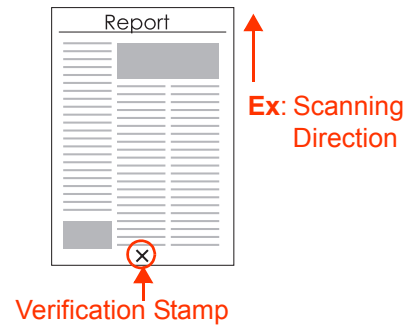 Report
Ex: Scanning
Direction
Verification Stamp